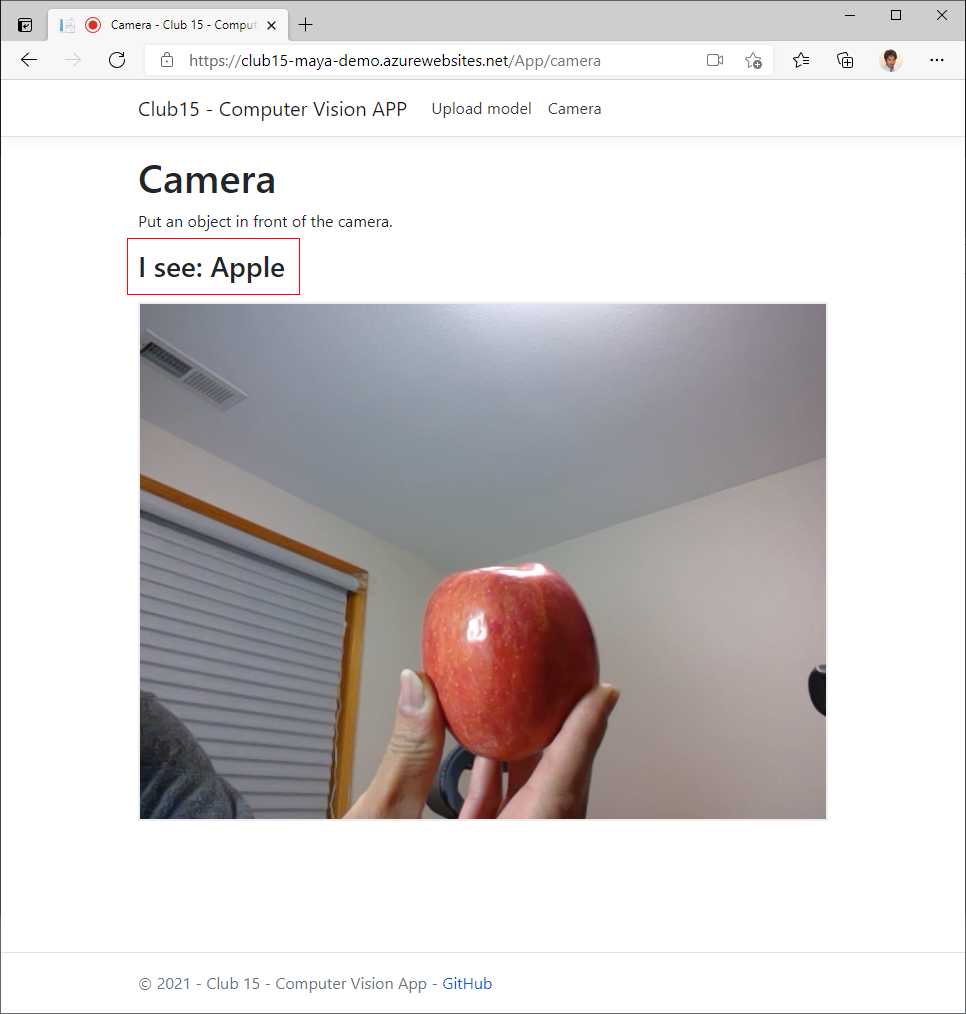 Camera - Club 15 - Comput
https://club15-maya-demo.azurewebsites.net/App/camera
Club15 - Computer Vision APP Upload model Camera
Camera
Put an object in front of the camera.
I see: Apple
© 2021 - Club 15 - Computer Vision App - GitHub